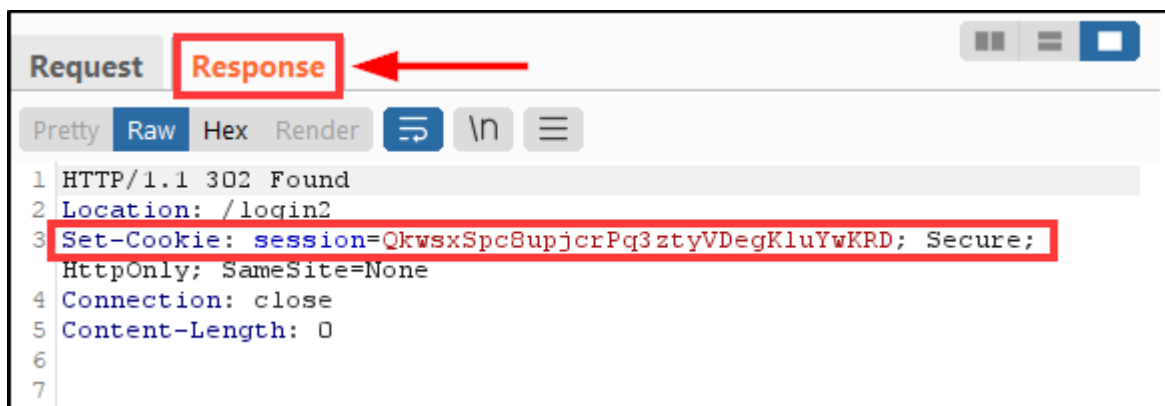 Request Response
Pretty Raw Hex Render \n
1 HTTP/1.1 302 Found
2 Location: /login2
3 Set-Cookie: session=QkwsxSpc8upjcrPq3ztyVDegKluYwKRD; Secure;
HttpOnly; SameSite=None
4 Connection: close
5 Content-Length: 0
6
7